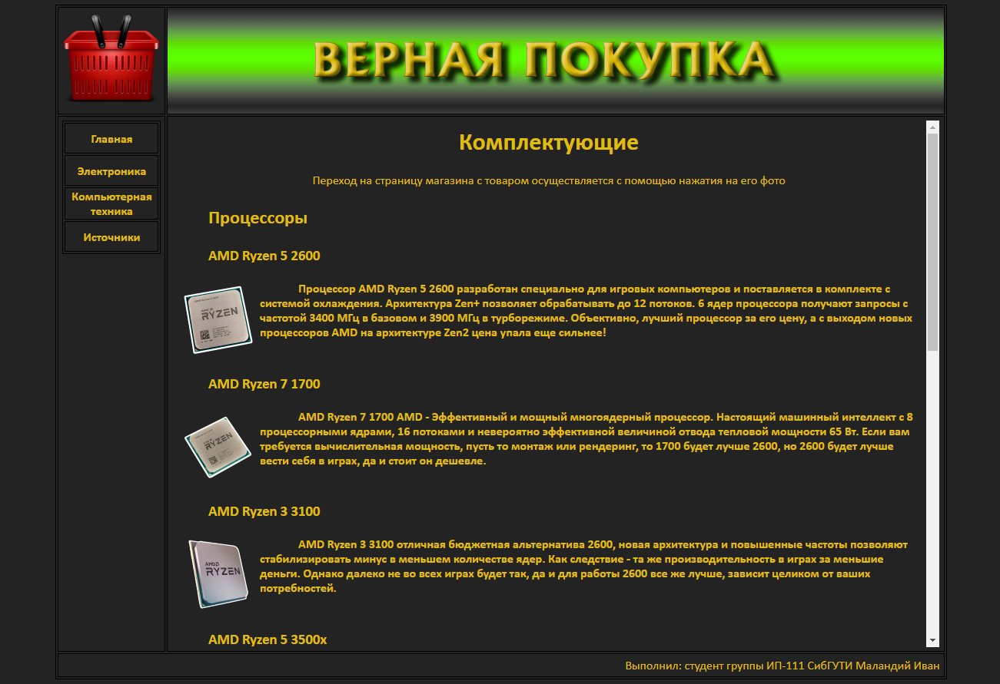 ВЕРНАЯ ПОКУПКА
Главная
Электроника
Компьютерная
техника
Источники
Комплектующие
Переход на страницу магазина с товаром осуществляется с помощью нажатия на его фото
Процессоры
AMD Ryzen 5 2600
Процессор AMD Ryzen 5 2600 разработан специально для игровых компьютеров и поставляется в комплекте с
системой охлаждения. Архитектура Zen+ позволяет обрабатывать до 12 потоков. 6 ядер процессора получают запросы с
частотой 3400 МГц в базовом и 3900 МГц в турборежиме. Объективно, лучший процессор за его цену, а с выходом новых
процессоров AMD на архитектуре Zen2 цена упала еще сильнее!
RYZEN
AMD Ryzen 7 1700
AMD Ryzen 7 1700 AMD - Эффективный и мощный многоядерный процессор. Настоящий машинный интеллект с 8
процессорными ядрами, 16 потоками и невероятно эффективной величиной отвода тепловой мощности 65 Вт. Если вам
требуется вычислительная мощность, пусть то монтаж или рендеринг, то 1700 будет лучше 2600, но 2600 будет лучше
вести себя в играх, да и стоит он дешевле.
RYZEN
AMD Ryzen 3 3100
AMD Ryzen 3 3100 отличная бюджетная альтернатива 2600, новая архитектура и повышенные частоты позволяют
стабилизировать минус в меньшем количестве ядер. Как следствие - та же производительность в играх за меньшие
деньги. Однако далеко не во всех играх будет так, да и для работы 2600 все же лучше, зависит целиком от ваших
потребностей.
AMD
RYZEN
AMD Ryzen 5 3500x
Выполнил: студент группы ИП-111 СибГУТИ Маландий Иван